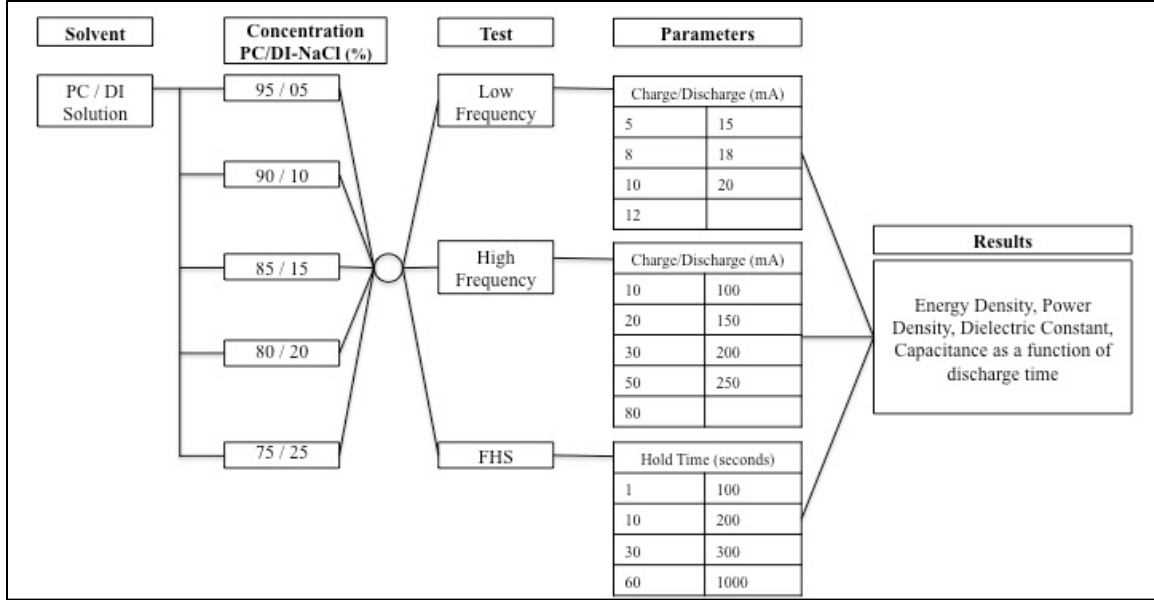 Solvent
PC / DI
Solution
Concentration
PC/DI-NaCl (%)
95 / 05
90 / 10
85 / 15
80 / 20
75 / 25
Test
Low
Frequency
High
Frequency
FHS
Parameters
Charge/Discharge (mA)
5 15
8 18
10 20
12
Charge/Discharge (mA)
10 100
20 150
30 200
50 250
80
Hold Time (seconds)
1 100
10 200
30 300
60 1000
Results
Energy Density, Power
Density, Dielectric Constant,
Capacitance as a function of
discharge time